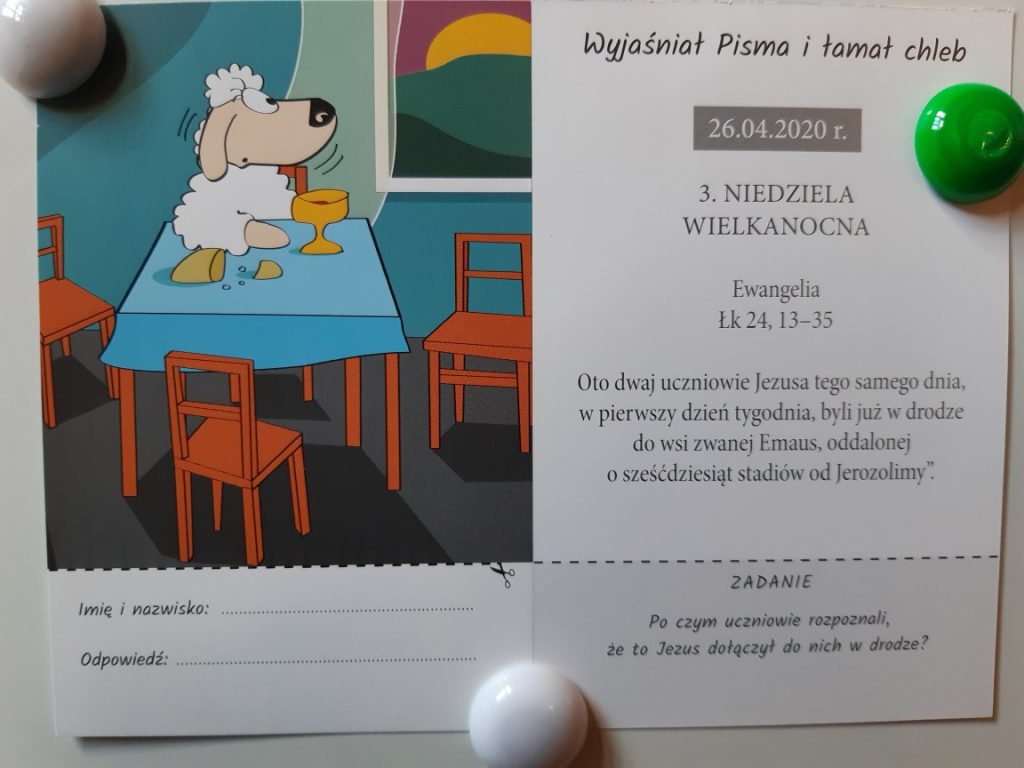 Wyjaśniał Pisma i łamał chleb
26.04.2020 r.
3. NIEDZIELA
WIELKANOCNA
Ewangelia
Łk 24, 13–35
Oto dwaj uczniowie Jezusa tego samego dnia,
w pierwszy dzień tygodnia, byli już w drodze
do wsi zwanej Emaus, oddalonej
o sześćdziesiąt stadiów od Jerozolimy”.
Imię i nazwisko: ......................................................
Odpowiedź: ................................................................
ZADANIE
Po czym uczniowie rozpoznali,
że to Jezus dołączył do nich w drodze?